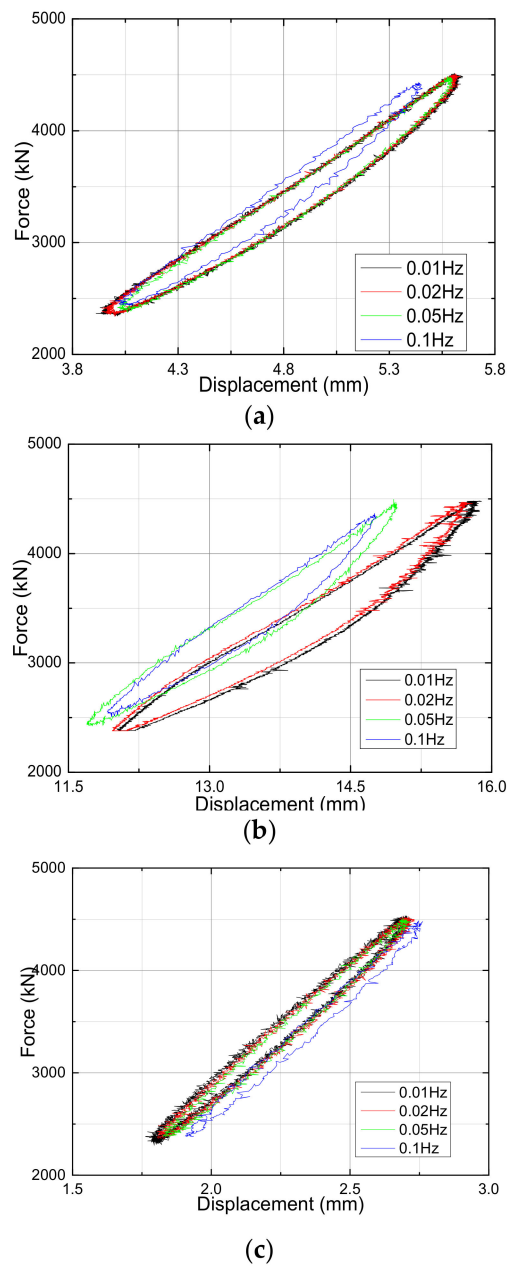 5000
4000
3000
2000
Force (kN)
0.01Hz
0.02Hz
0.05Hz
0.1Hz
3.8 4.3 4.8 5.3 5.8
Displacement (mm)
(a)
5000
4000
3000
2000
Force (kN)
0.01Hz
0.02Hz
0.05Hz
0.1Hz
11.5 13.0 14.5 16.0
Displacement (mm)
(b)
5000
4000
3000
2000
Force (kN)
0.01Hz
0.02Hz
0.05Hz
0.1Hz
1.5 2.0 2.5 3.0
Displacement (mm)
(c)